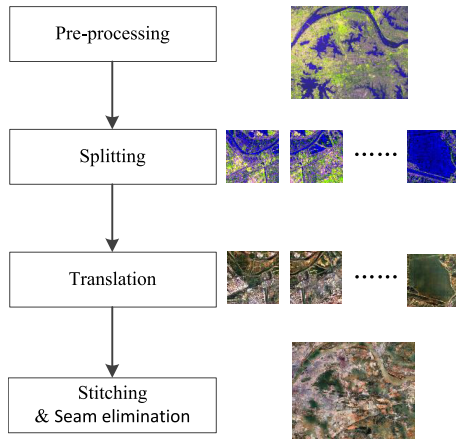 Pre-processing
Splitting
……
Translation
……
Stitching
& Seam elimination